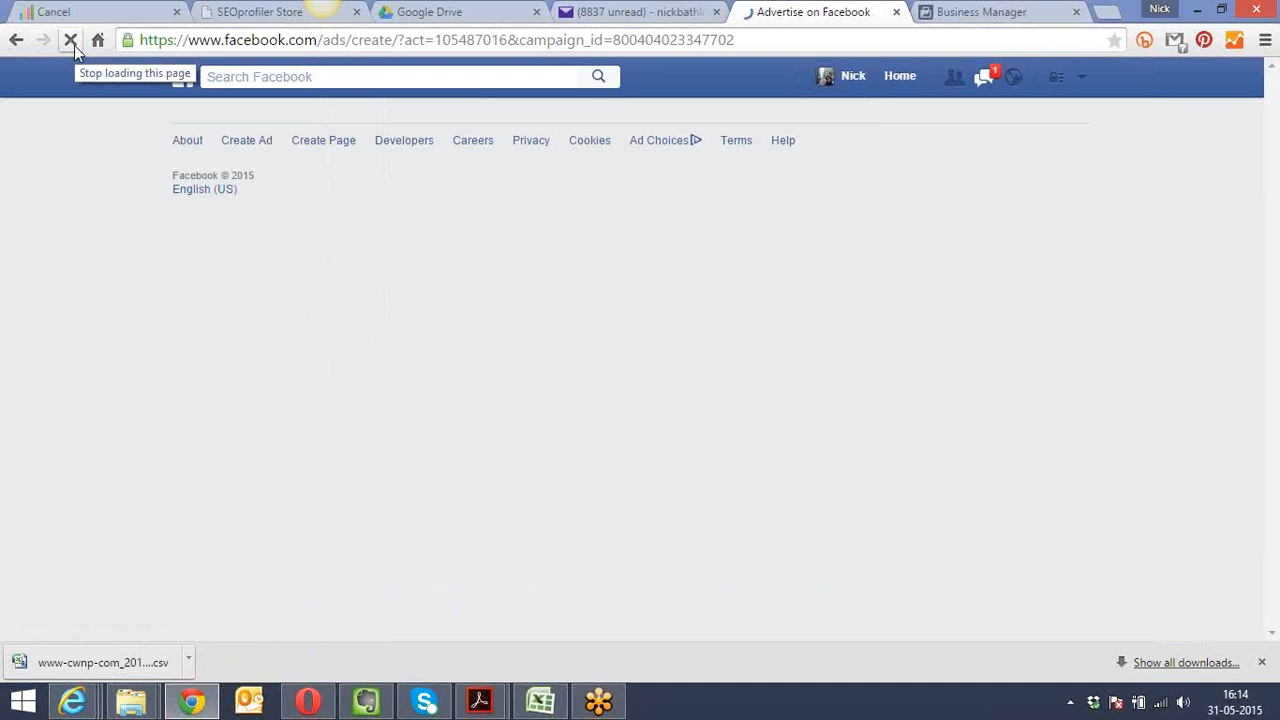 Cancel
SEOprofiler Store
Google Drive
(8837 unread) - nickbathl
Advertise on Facebook
Business Manager
Nick
https://www.facebook.com/ads/create/?act=105487016&campaign_id=800404023347702
Stop loading this page
Search Facebook
Nick
Home
1
About
Create Ad
Create Page
Developers
Careers
Privacy
Cookies
Ad Choices
Terms
Help
Facebook © 2015
English (US)
www-cwnp-com_201....csv
Show all downloads...
16:14
31-05-2015